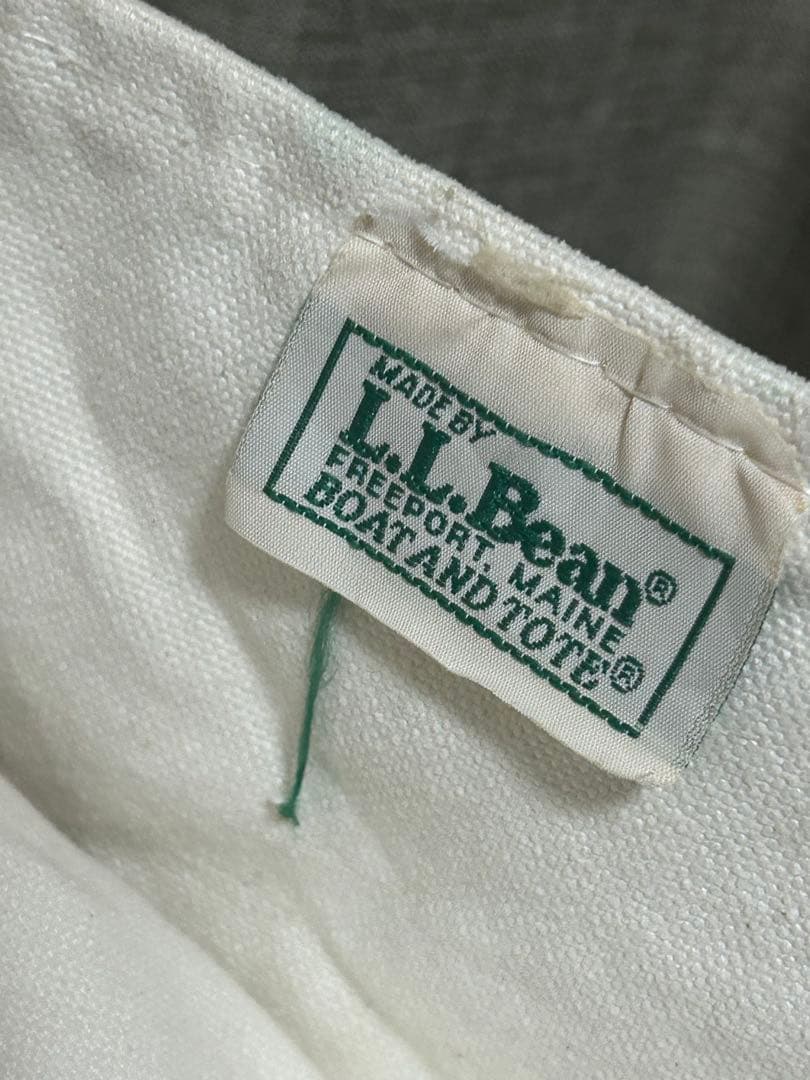 MADE BY
L.L.Bean®
FREEPORT, MAINE
BOAT AND TOTE®